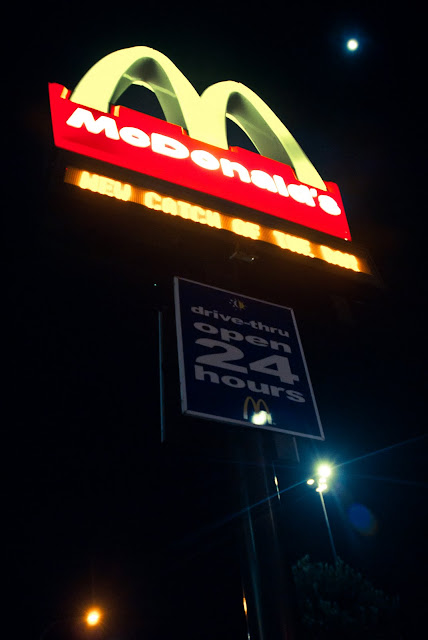 McDonald's
NEW CATCH OF THE DAY
drive-thru
open
24
hours